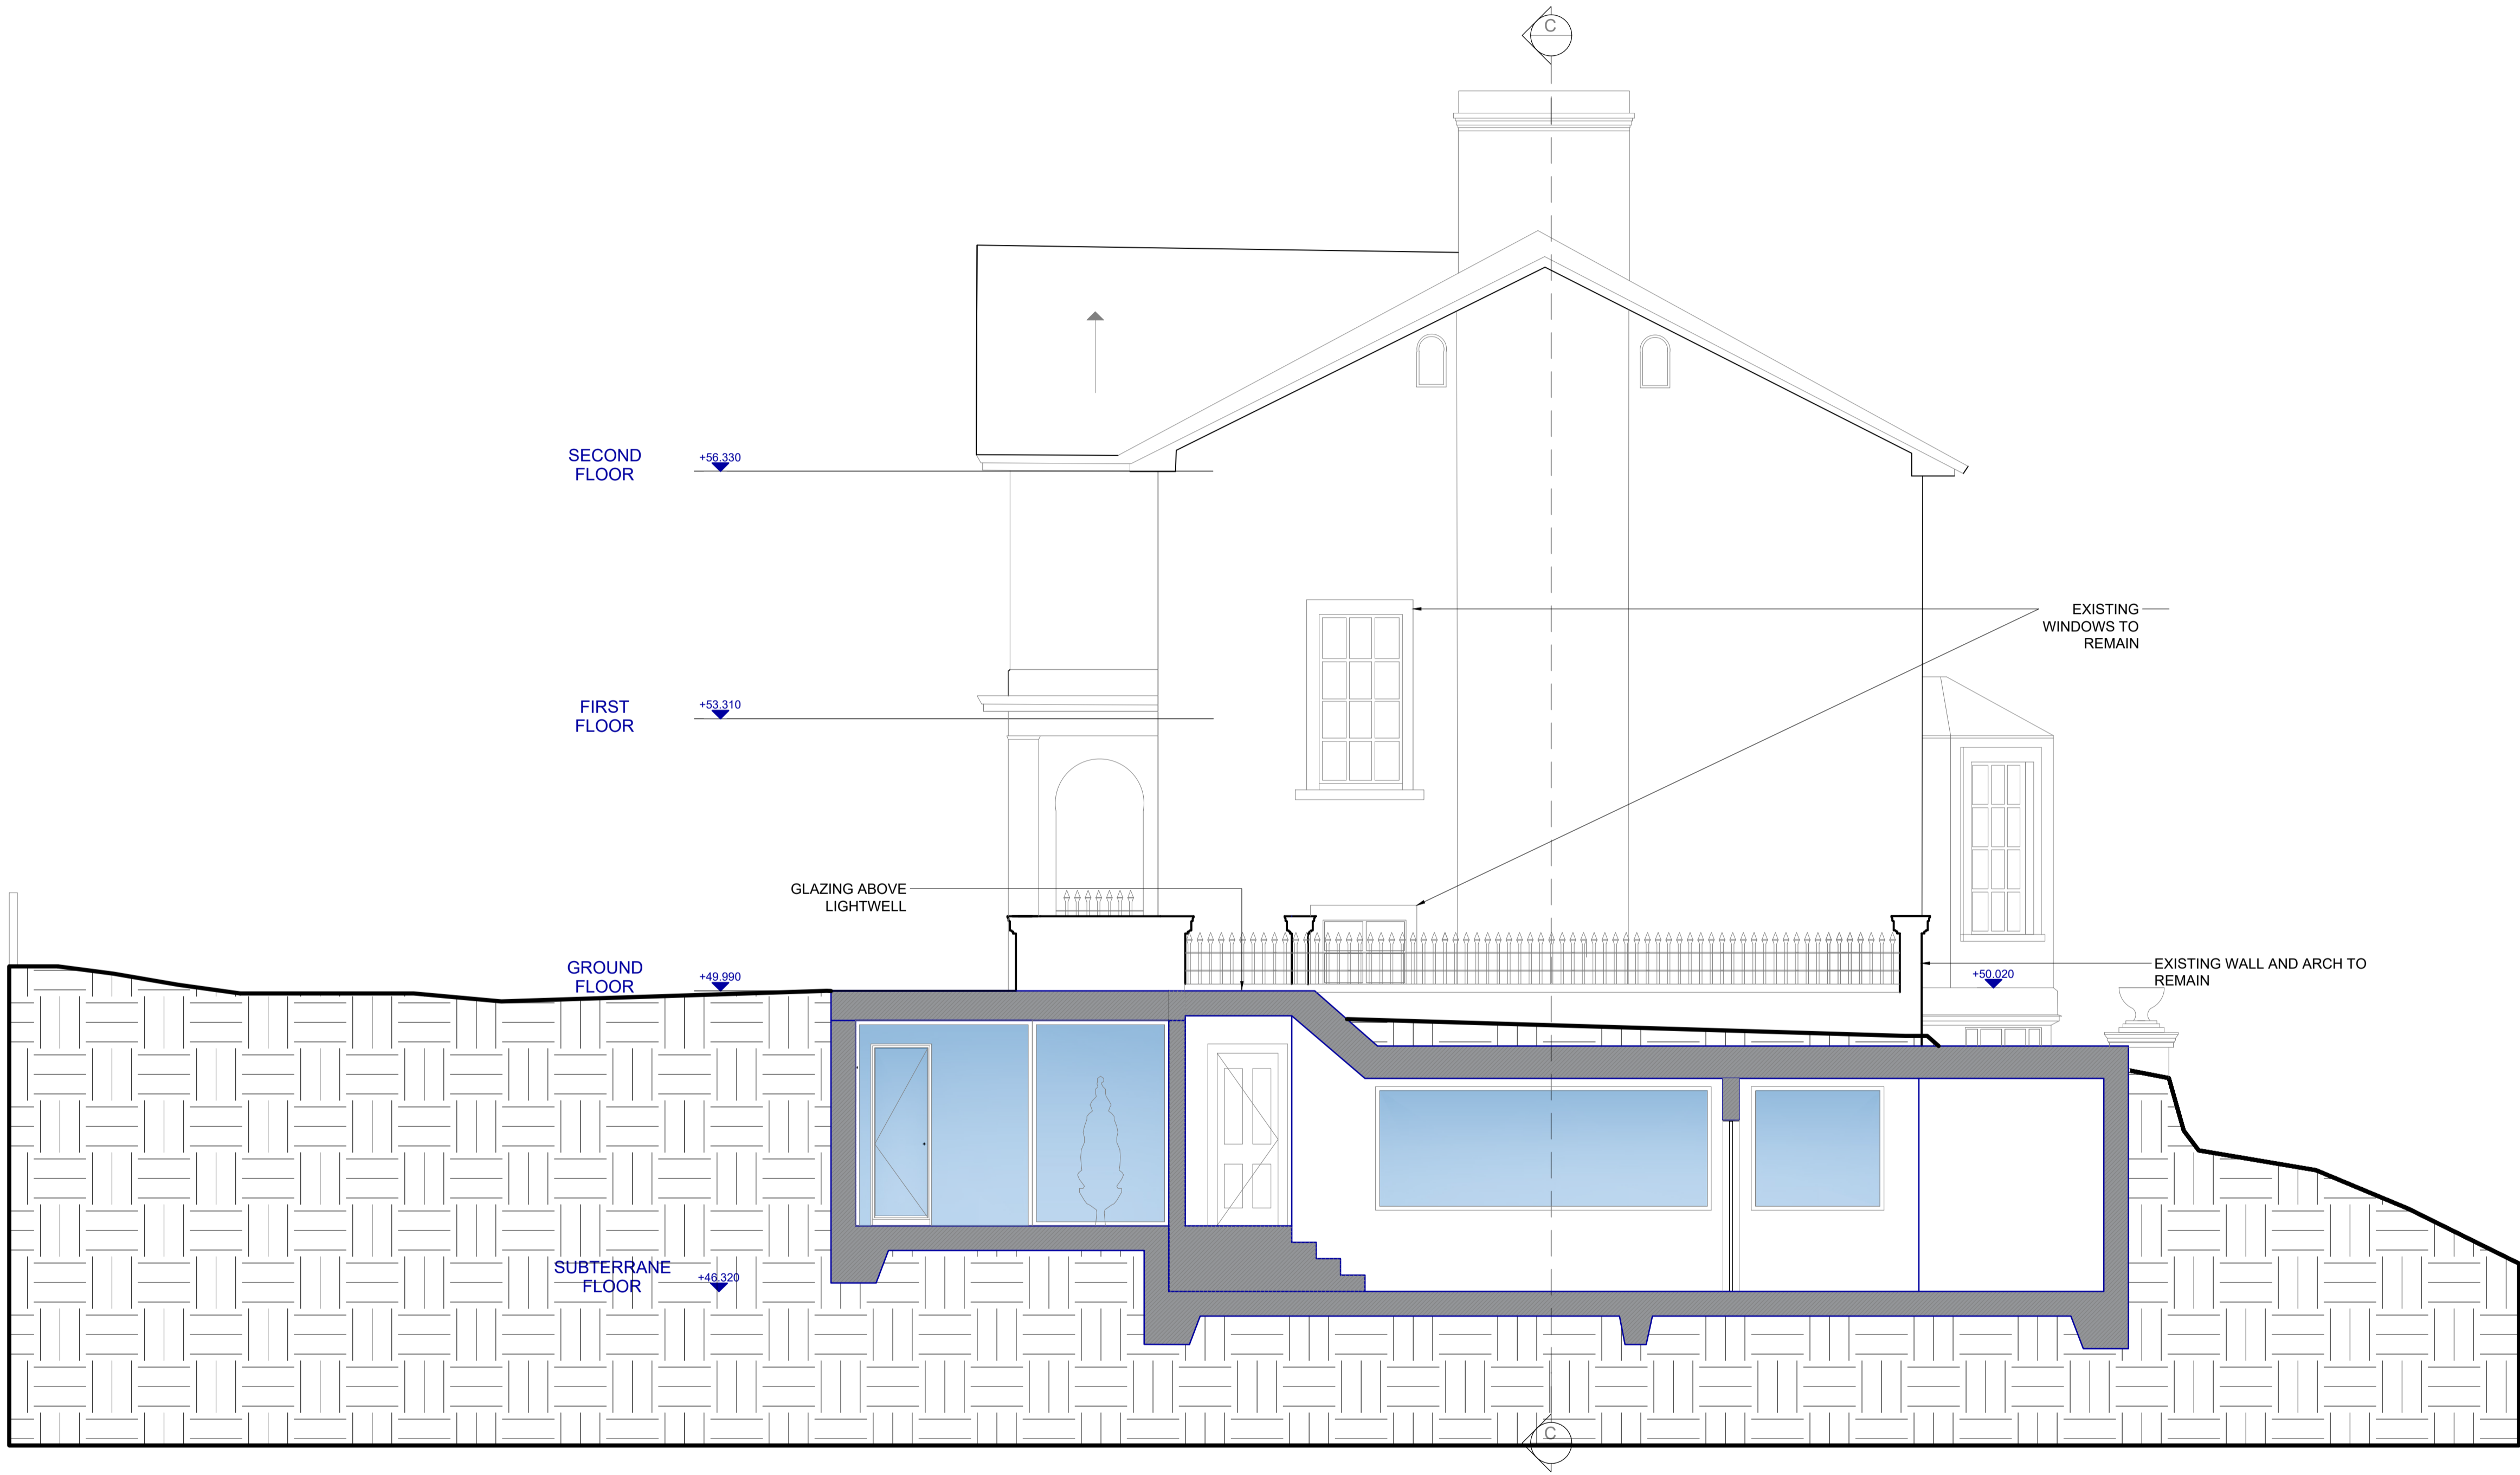 C
SECOND
FLOOR
+56.330
EXISTING
WINDOWS TO
REMAIN
FIRST
FLOOR
+53.310
GLAZING ABOVE
LIGHTWELL
GROUND
FLOOR
+49.990
+50.020
EXISTING WALL AND ARCH TO
REMAIN
SUBTERRANE
FLOOR
+46.320
C